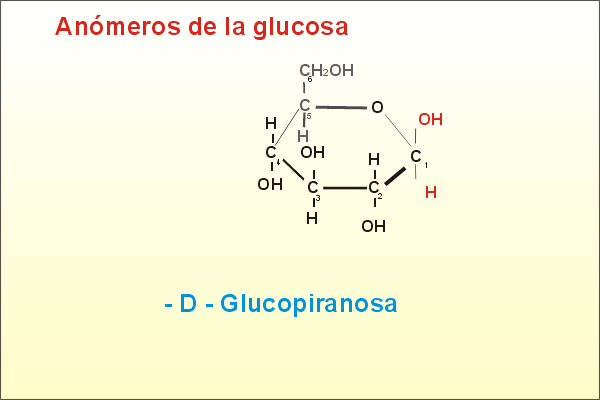 Anómeros de la glucosa
CH₂OH
6
C O OH
5
H H
OH H C 1
C 4
OH C 3 C 2 H
H OH
- D - Glucopiranosa